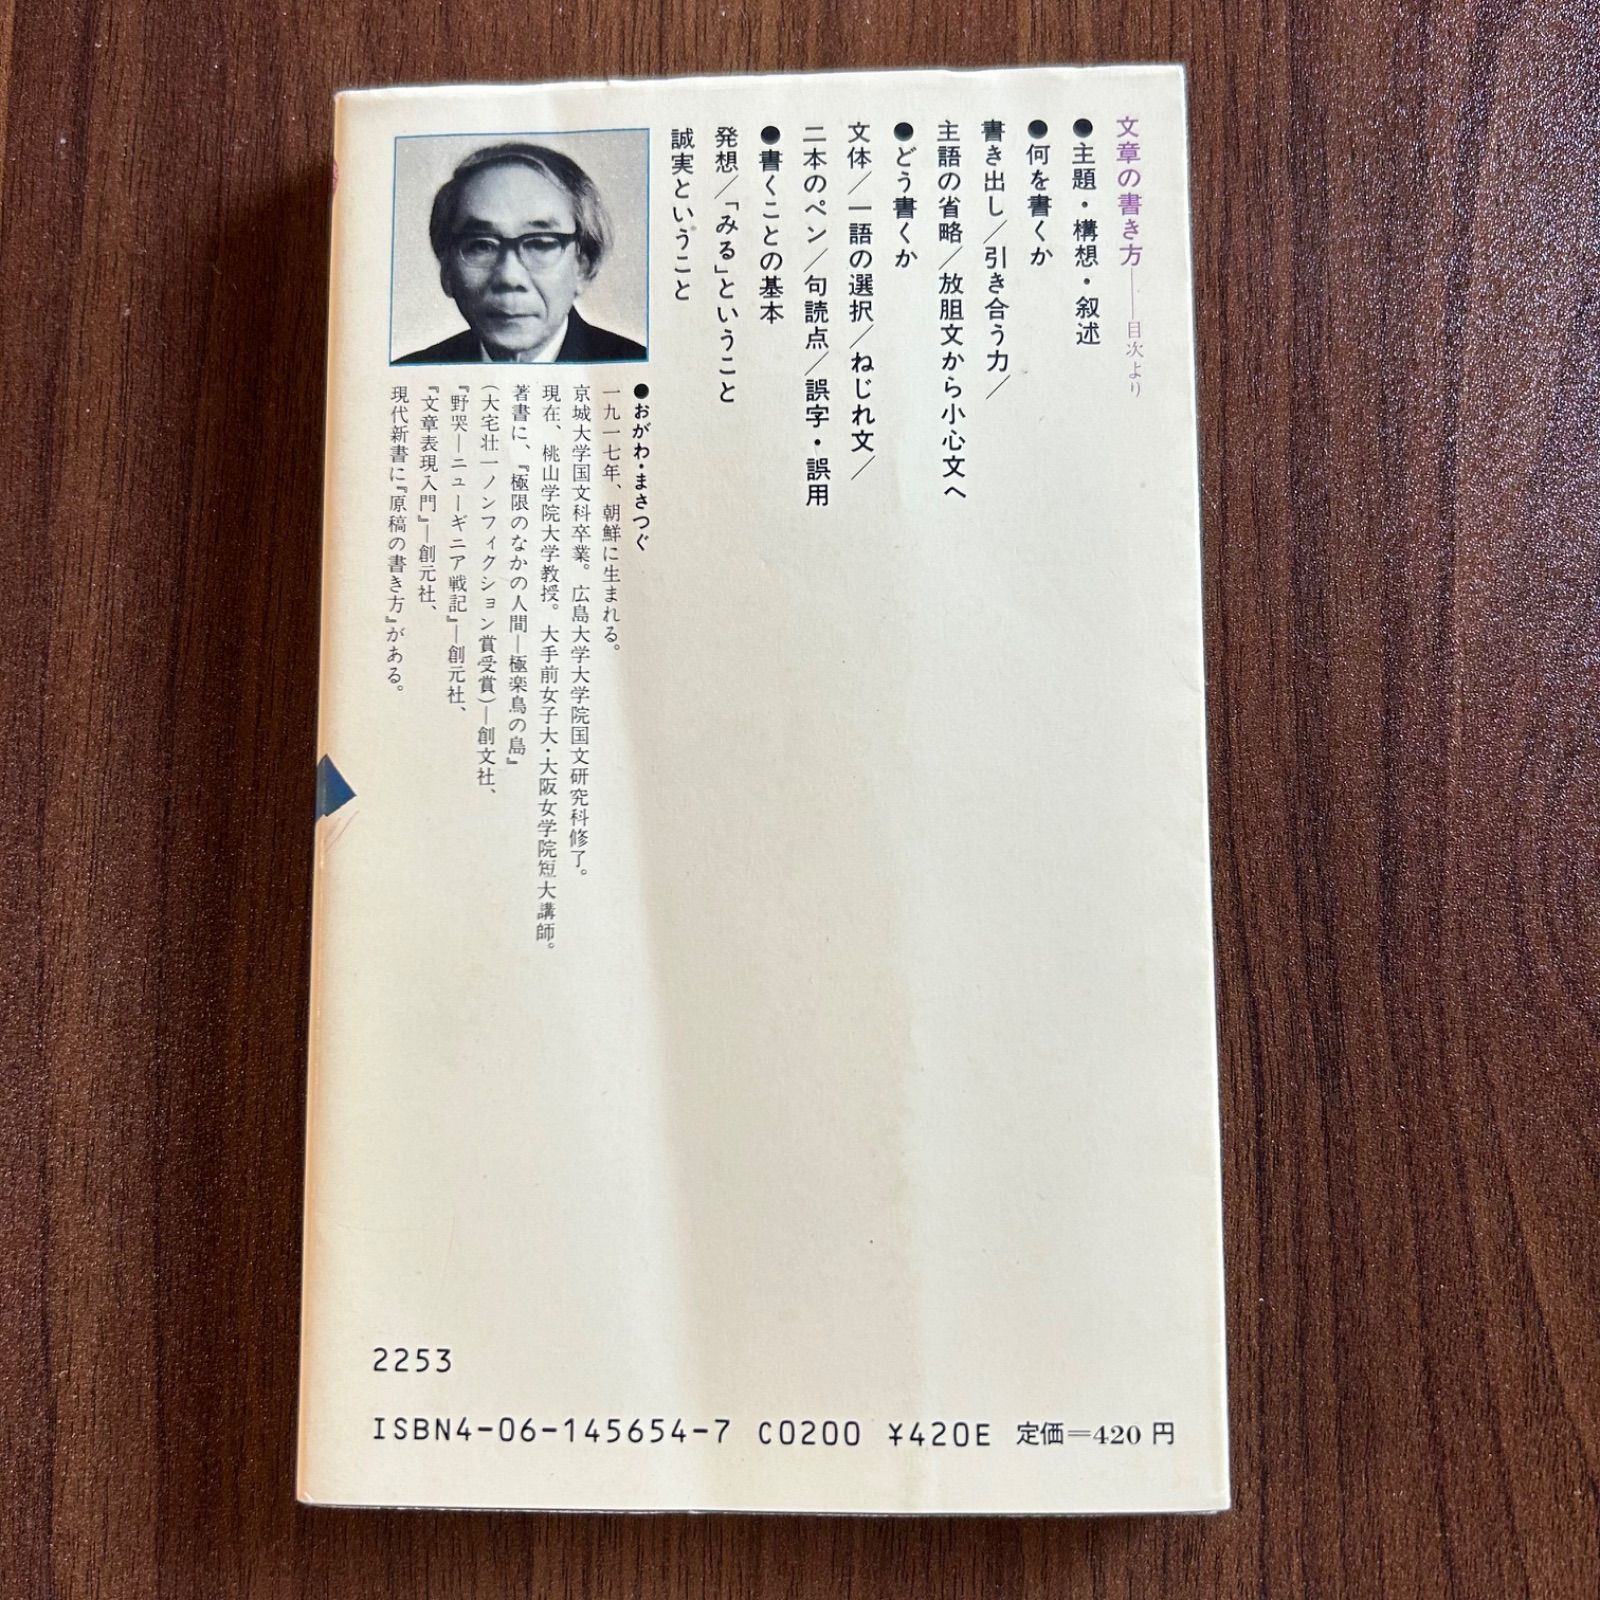 文章の書き方——目次より
●主題・構想・叙述
●何を書くか
書き出し／引き合う力／
主語の省略／放胆文から小心文へ
●どう書くか
文体／一語の選択／ねじれ文／
二本のペン／句読点／誤字・誤用
●書くことの基本
発想／「みる」ということ
誠実ということ
●おがわ・まさつぐ
一九一七年、朝鮮に生まれる。
京城大学国文科卒業。広島大学大学院国文研究科修了。
現在、桃山学院大学教授。大手前女子大・大阪女学院短大講師。
著書に、『極限のなかの人間—極楽鳥の島』
（大宅壮一ノンフィクション賞受賞）—創文社、
『野哭—ニューギニア戦記』—創元社、
『文章表現入門』—創元社、
現代新書に『原稿の書き方』がある。
2253
ISBN4-06-145654-7 C0200 ¥420E 定価＝420円